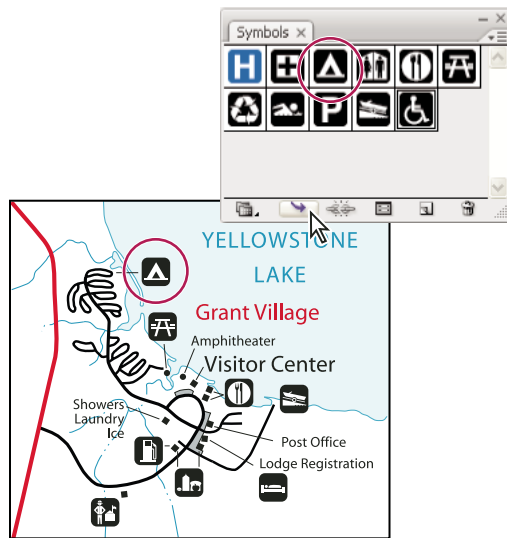 Symbols
H
P
YELLOWSTONE
LAKE
Grant Village
Amphitheater
Visitor Center
Showers
Laundry
Ice
Post Office
Lodge Registration